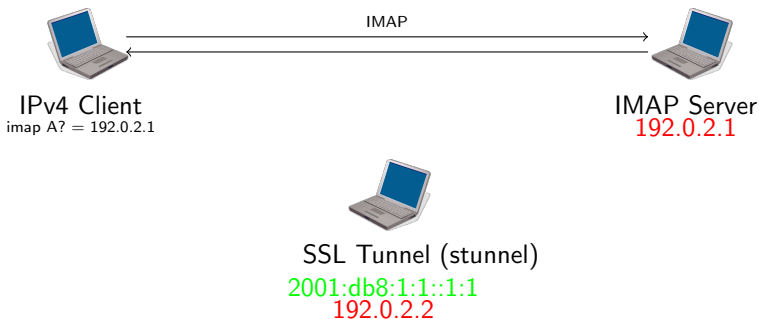 IMAP
IPv4 Client
imap A? = 192.0.2.1
IMAP Server
192.0.2.1
SSL Tunnel (stunnel)
2001:db8:1:1::1:1
192.0.2.2